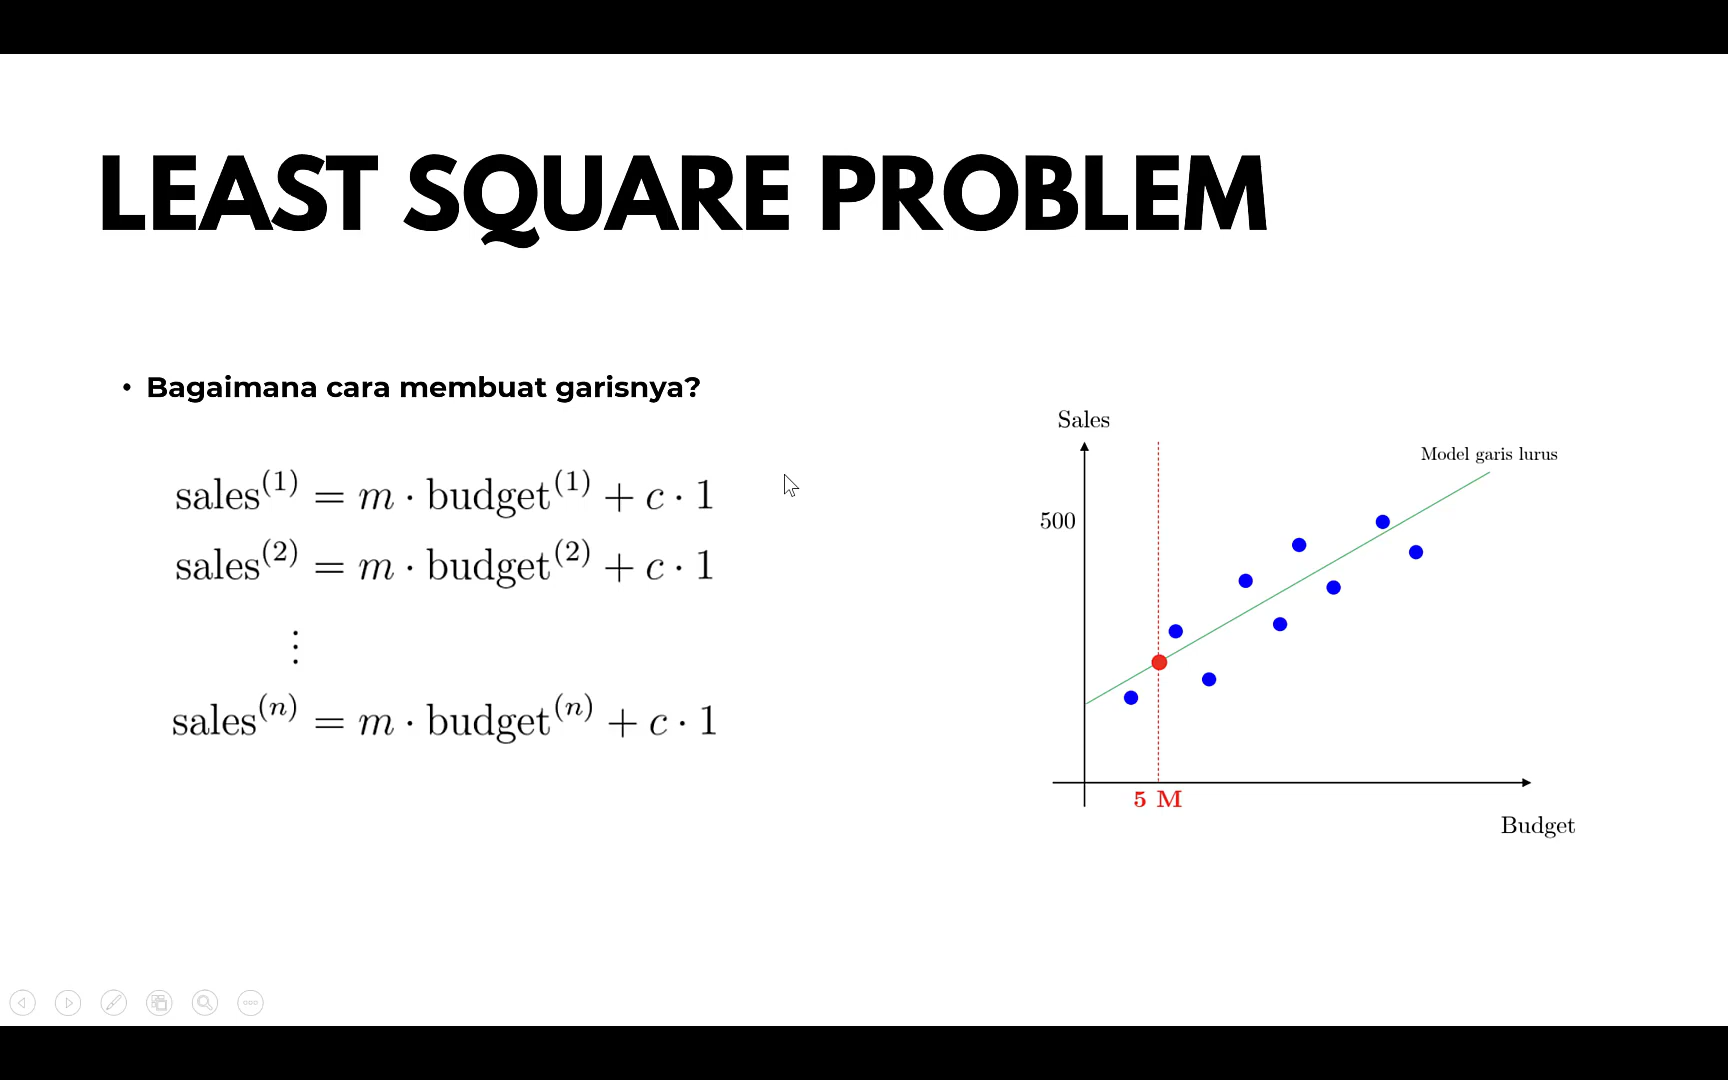 LEAST SQUARE PROBLEM
• Bagaimana cara membuat garisnya?
sales^(1) = m · budget^(1) + c · 1
sales^(2) = m · budget^(2) + c · 1
⋮
sales^(n) = m · budget^(n) + c · 1
Sales
Model garis lurus
500
5 M
Budget